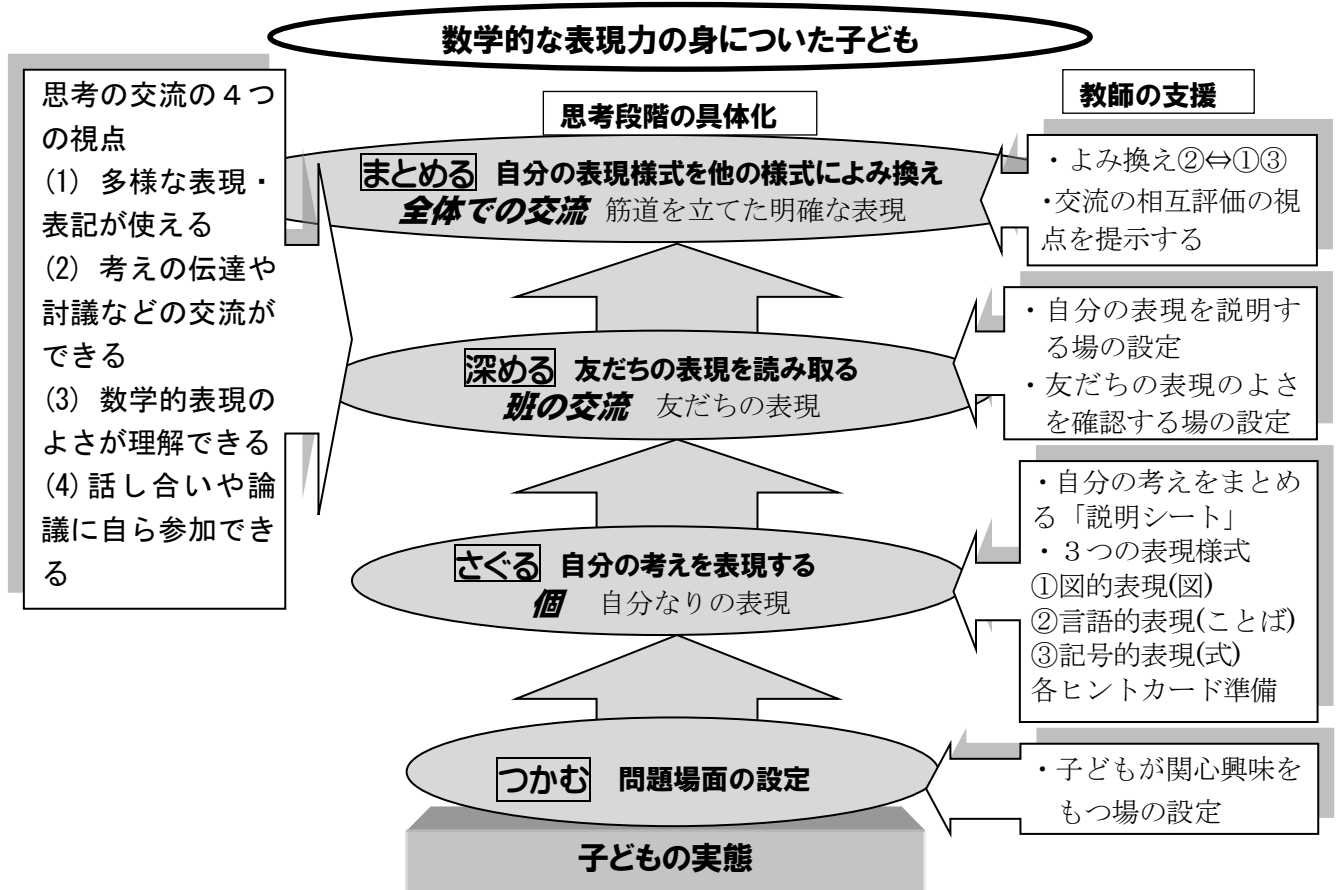 数学的な表現力の身についた子ども
思考の交流の４つ
の視点
(1) 多様な表現・
表記が使える
(2) 考えの伝達や
討議などの交流が
できる
(3) 数学的表現の
よさが理解できる
(4) 話し合いや論
議に自ら参加でき
る
思考段階の具体化
まとめる 自分の表現様式を他の様式によみ換え
全体での交流 筋道を立てた明確な表現
深める 友だちの表現を読み取る
班の交流 友だちの表現
さぐる 自分の考えを表現する
個 自分なりの表現
つかむ 問題場面の設定
子どもの実態
教師の支援
・よみ換え②⇔①③
・交流の相互評価の視
点を提示する
・自分の表現を説明す
る場の設定
・友だちの表現のよさ
を確認する場の設定
・自分の考えをまとめ
る「説明シート」
・３つの表現様式
①図的表現(図)
②言語的表現(ことば)
③記号的表現(式)
各ヒントカード準備
・子どもが関心興味を
もつ場の設定